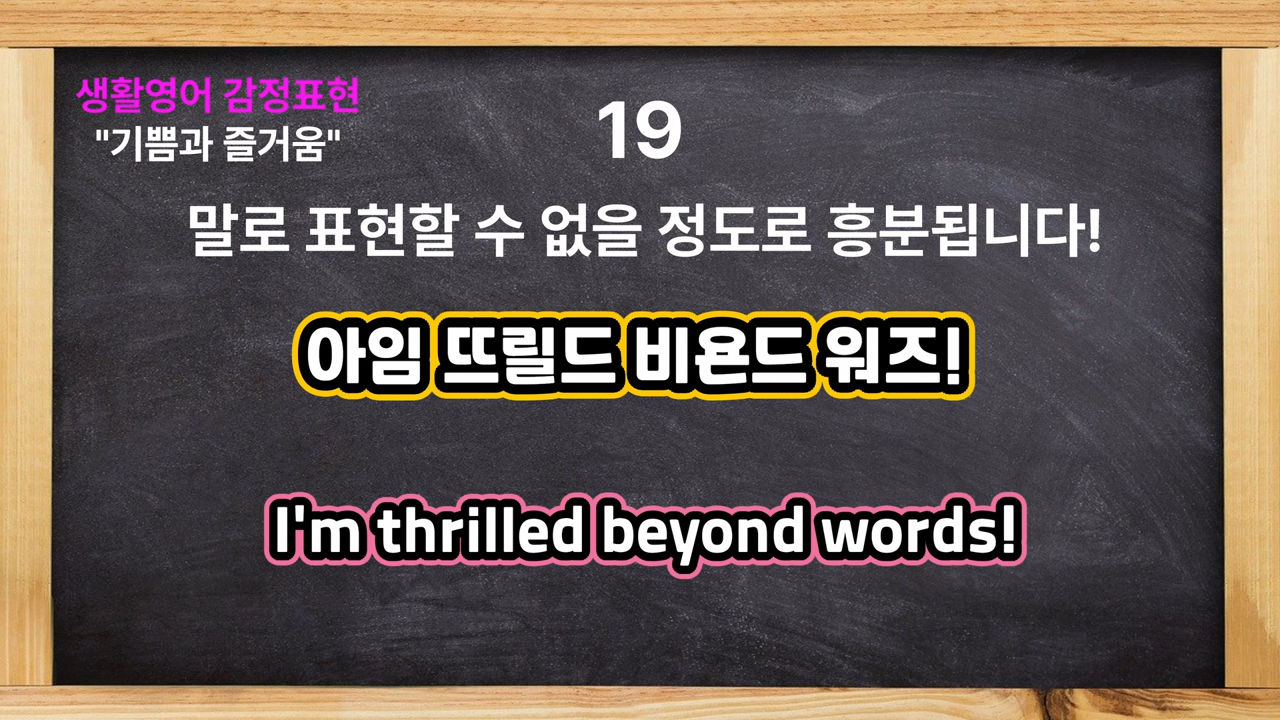 생활영어 감정표현
"기쁨과 즐거움"
19
말로 표현할 수 없을 정도로 흥분됩니다!
아임 뜨릴드 비욘드 워즈!
I'm thrilled beyond words!